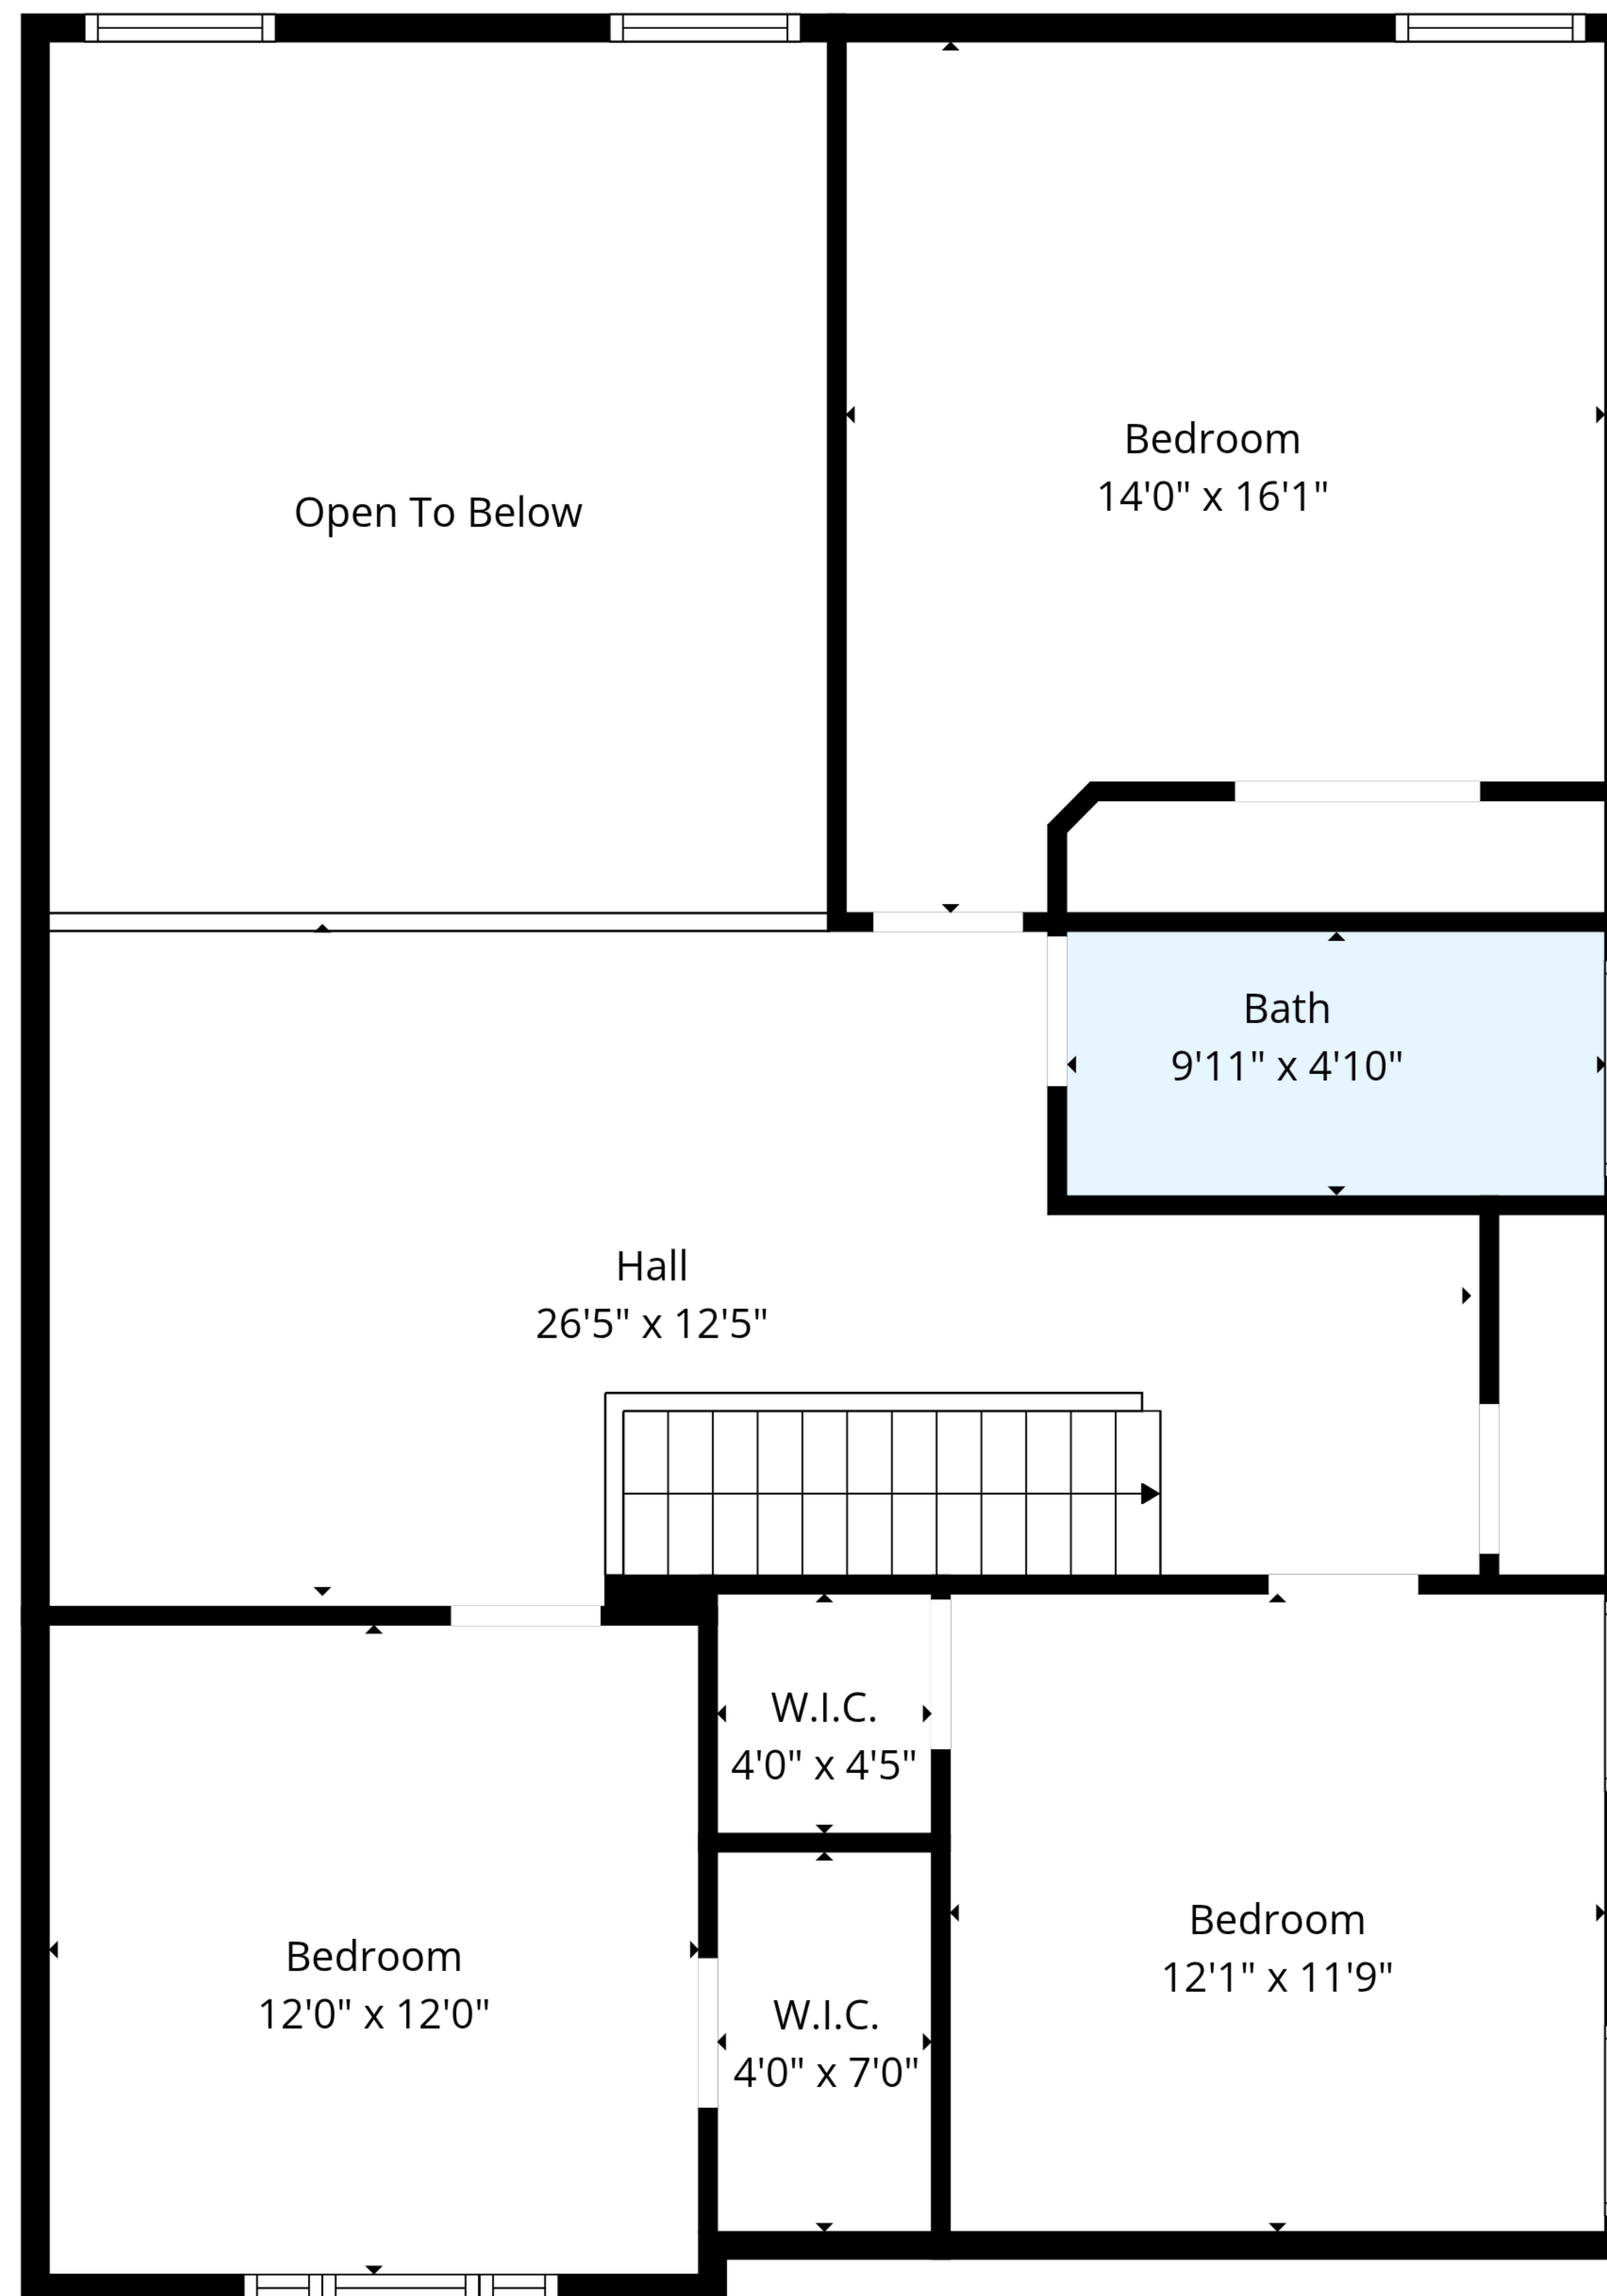 Bedroom
14'0" x 16'1"
Open To Below
Bath
9'11" x 4'10"
Hall
26'5" x 12'5"
W.I.C.
4'0" x 4'5"
Bedroom
12'1" x 11'9"
Bedroom
12'0" x 12'0"
W.I.C.
4'0" x 7'0"